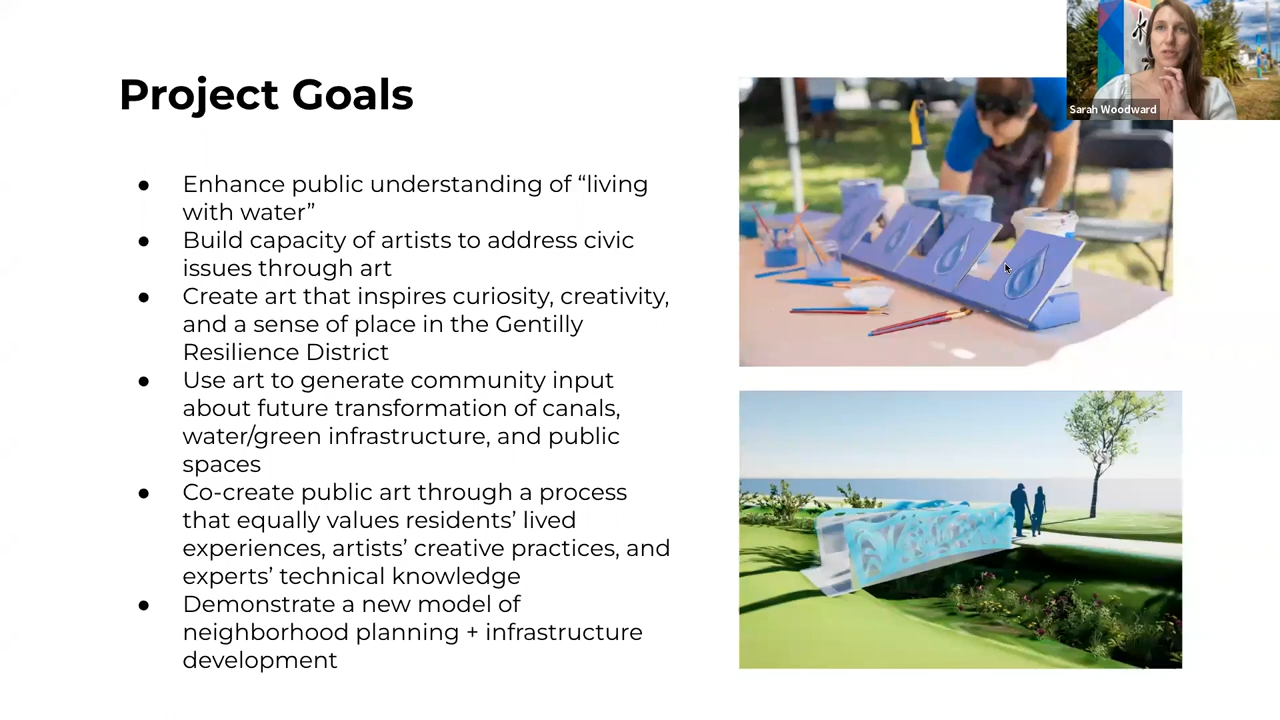 Project Goals
● Enhance public understanding of “living
with water”
● Build capacity of artists to address civic
issues through art
● Create art that inspires curiosity, creativity,
and a sense of place in the Gentilly
Resilience District
● Use art to generate community input
about future transformation of canals,
water/green infrastructure, and public
spaces
● Co-create public art through a process
that equally values residents’ lived
experiences, artists’ creative practices, and
experts’ technical knowledge
● Demonstrate a new model of
neighborhood planning + infrastructure
development
Sarah Woodward